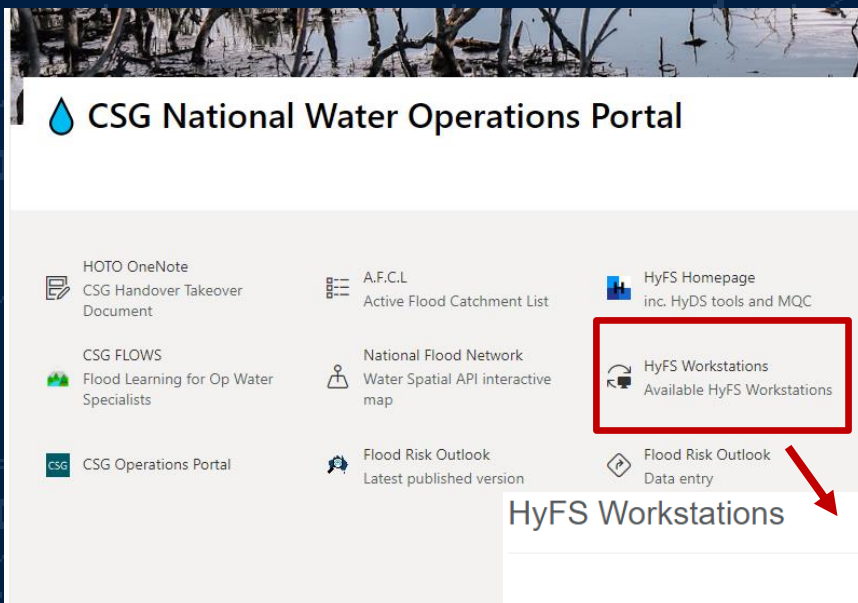 CSG National Water Operations Portal
HOTO OneNote
CSG Handover Takeover
Document
A.F.C.L
Active Flood Catchment List
H
HyFS Homepage
inc. HyDS tools and MQC
CSG FLOWS
Flood Learning for Op Water
Specialists
National Flood Network
Water Spatial API interactive
map
HyFS Workstations
Available HyFS Workstations
CSG
CSG Operations Portal
Flood Risk Outlook
Latest published version
Flood Risk Outlook
Data entry
HyFS Workstations